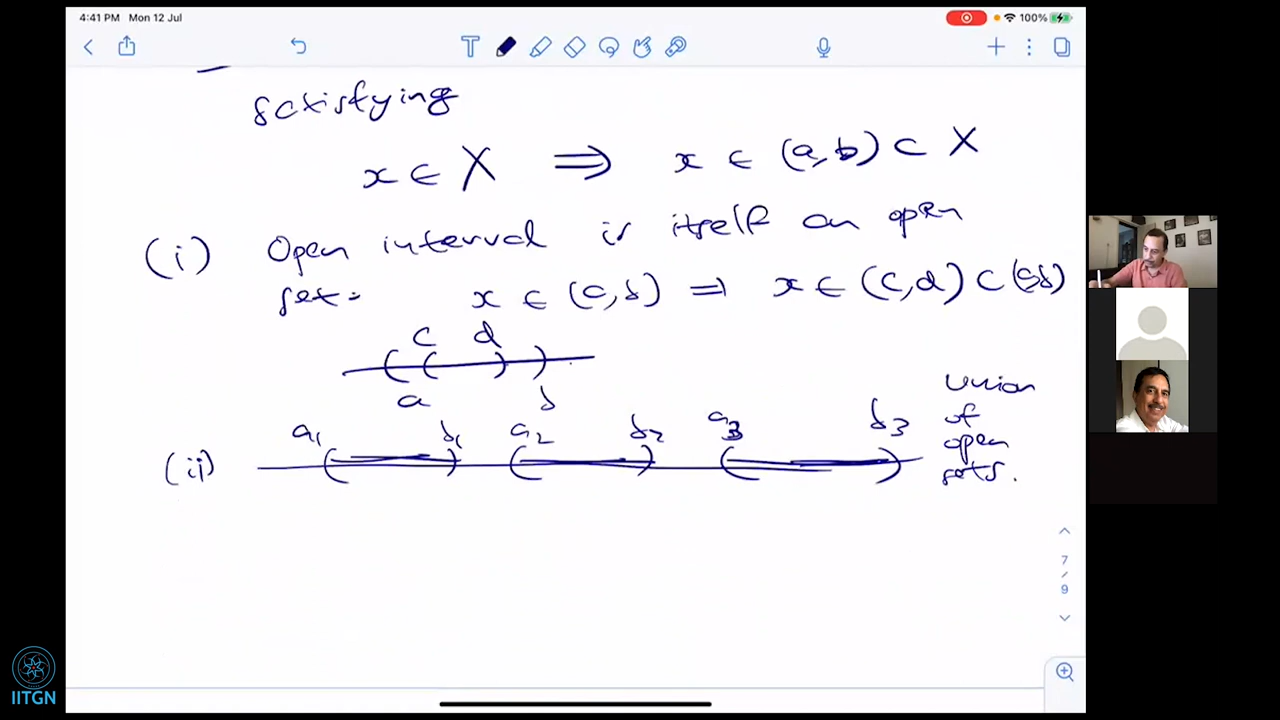 4:41 PM Mon 12 Jul
100%
satisfying
x ∈ X ⟹ x ∈ (a, b) ⊂ X
(i) Open interval is itself an open
set. x ∈ (a, b) ⟹ x ∈ (c, d) ⊂ (a, b)
c d
a b
a₁ b₁ a₂ b₂ a₃ b₃
(ii)
Union
of
open
sets.
7
/
9
IITGN